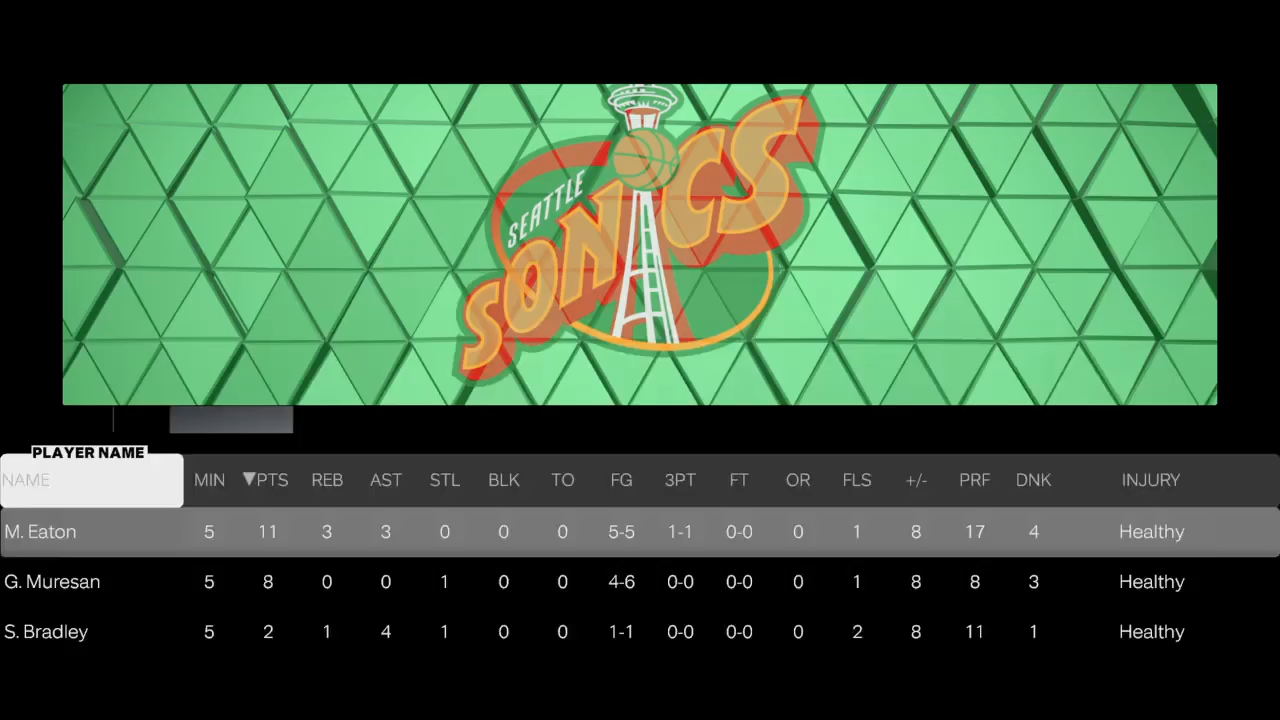 SEATTLE
SONICS
PLAYER NAME
NAME MIN ▼PTS REB AST STL BLK TO FG 3PT FT OR FLS +/- PRF DNK INJURY
M. Eaton 5 11 3 3 0 0 0 5-5 1-1 0-0 0 1 8 17 4 Healthy
G. Muresan 5 8 0 0 1 0 0 4-6 0-0 0-0 0 1 8 8 3 Healthy
S. Bradley 5 2 1 4 1 0 0 1-1 0-0 0-0 0 2 8 11 1 Healthy